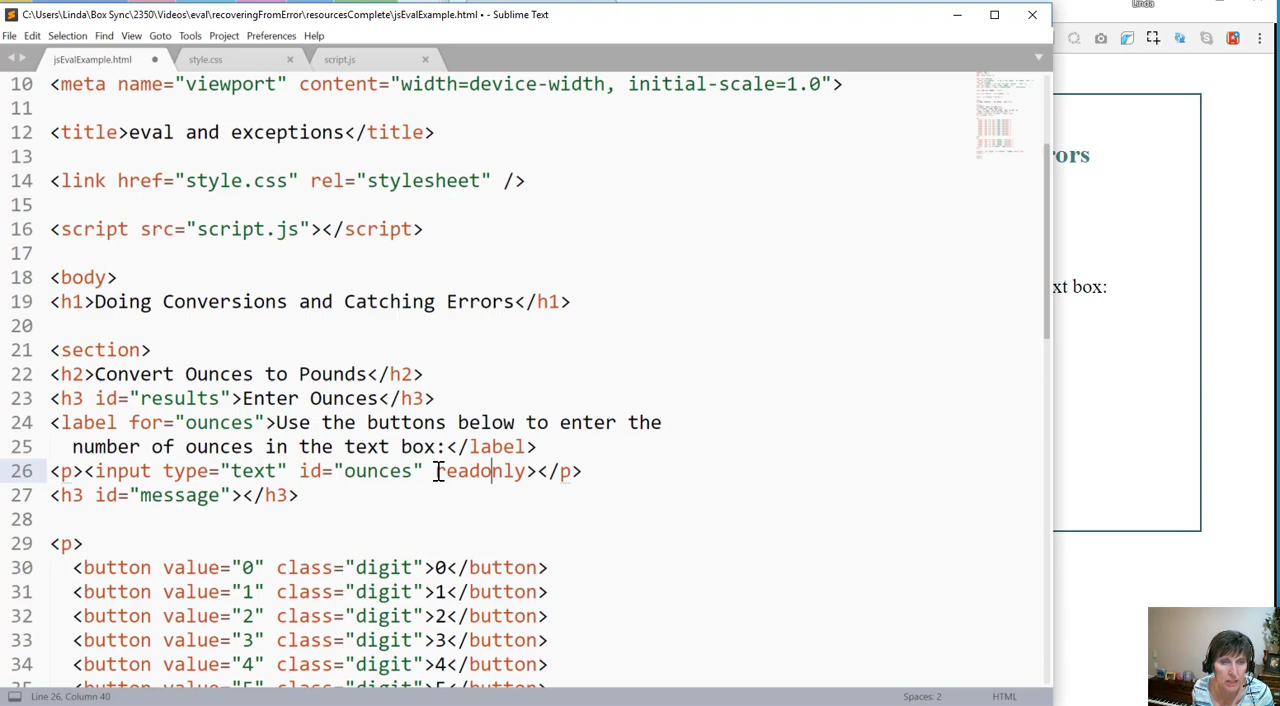 Linda
C:\Users\Linda\Box Sync\2350\Videos\eval\recoveringFromError\resourcesComplete\jsEvalExample.html • - Sublime Text
File Edit Selection Find View Goto Tools Project Preferences Help
jsEvalExample.html style.css script.js
10 <meta name="viewport" content="width=device-width, initial-scale=1.0">
11
12 <title>eval and exceptions</title>
13
14 <link href="style.css" rel="stylesheet" />
15
16 <script src="script.js"></script>
17
18 <body>
19 <h1>Doing Conversions and Catching Errors</h1>
20
21 <section>
22 <h2>Convert Ounces to Pounds</h2>
23 <h3 id="results">Enter Ounces</h3>
24 <label for="ounces">Use the buttons below to enter the
25 number of ounces in the text box:</label>
26 <p><input type="text" id="ounces" readonly></p>
27 <h3 id="message"></h3>
28
29 <p>
30 <button value="0" class="digit">0</button>
31 <button value="1" class="digit">1</button>
32 <button value="2" class="digit">2</button>
33 <button value="3" class="digit">3</button>
34 <button value="4" class="digit">4</button>
35 <button value="5" class="digit">5</button>
Line 26, Column 40 Spaces: 2 HTML
rors
xt box: